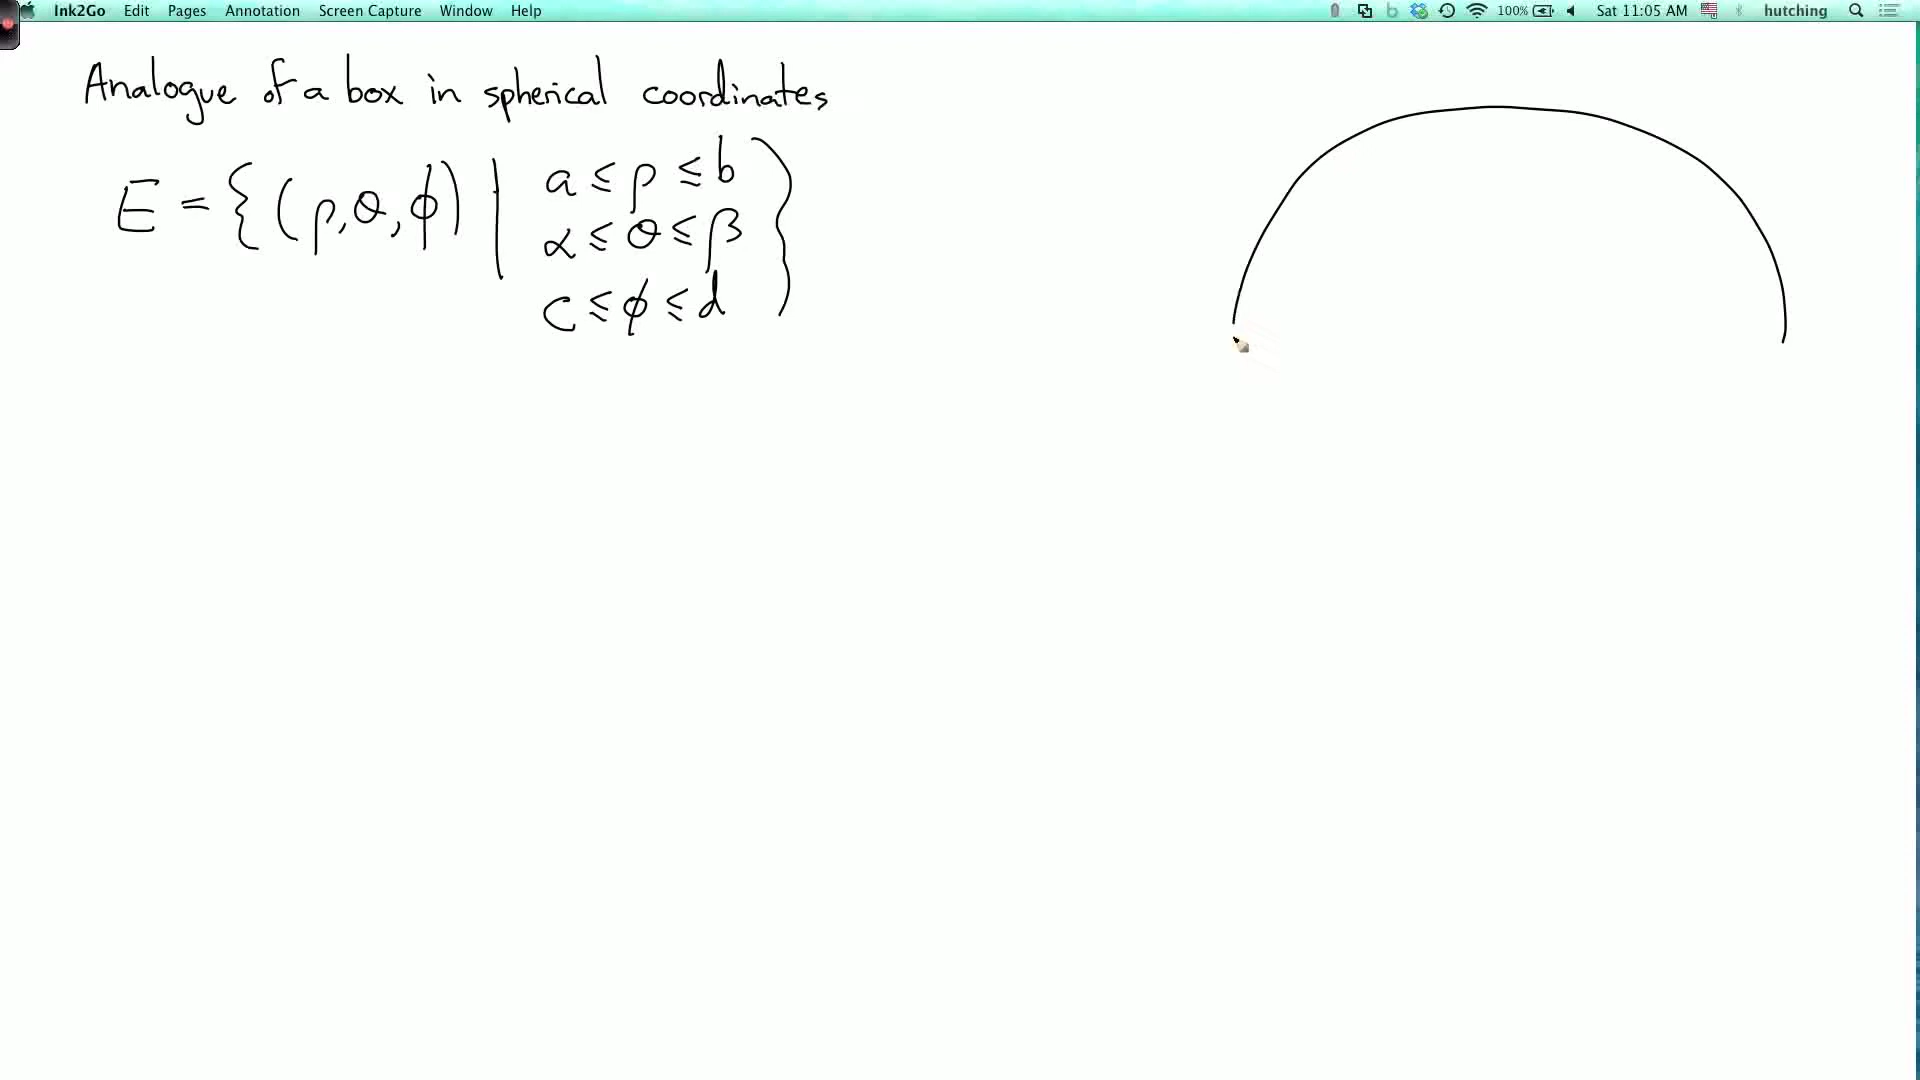 Ink2Go Edit Pages Annotation Screen Capture Window Help 100% Sat 11:05 AM hutching
Analogue of a box in spherical coordinates
E = {(ρ, θ, φ) | a ≤ ρ ≤ b
α ≤ θ ≤ β
c ≤ φ ≤ d }